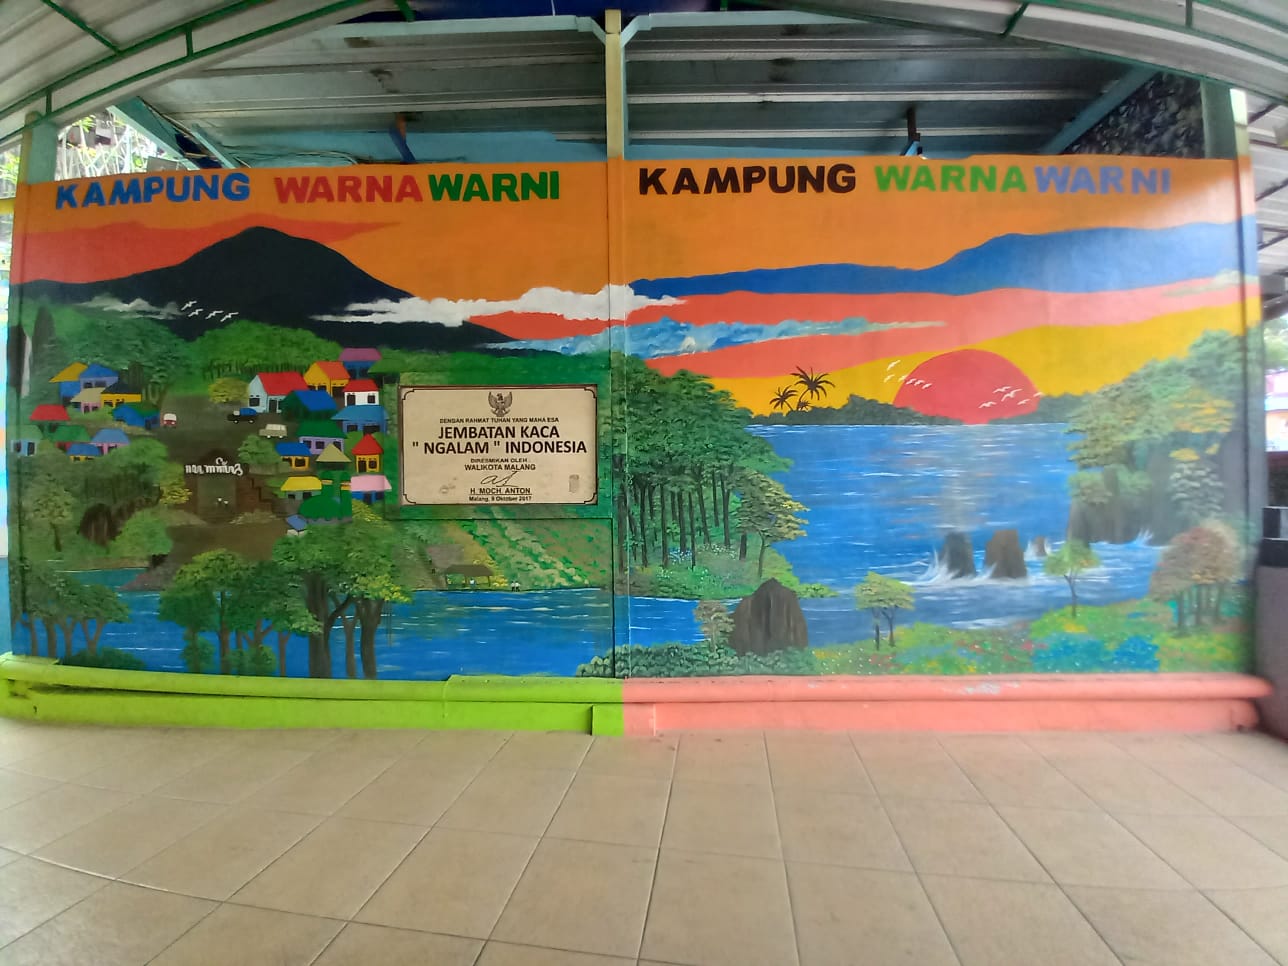 KAMPUNG WARNA WARNI
KAMPUNG WARNA WARNI
DENGAN RAHMAT TUHAN YANG MAHA ESA
JEMBATAN KACA
" NGALAM " INDONESIA
DIRESMIKAN OLEH :
WALIKOTA MALANG
H. MOCH ANTON
Malang, 9 Oktober 2017